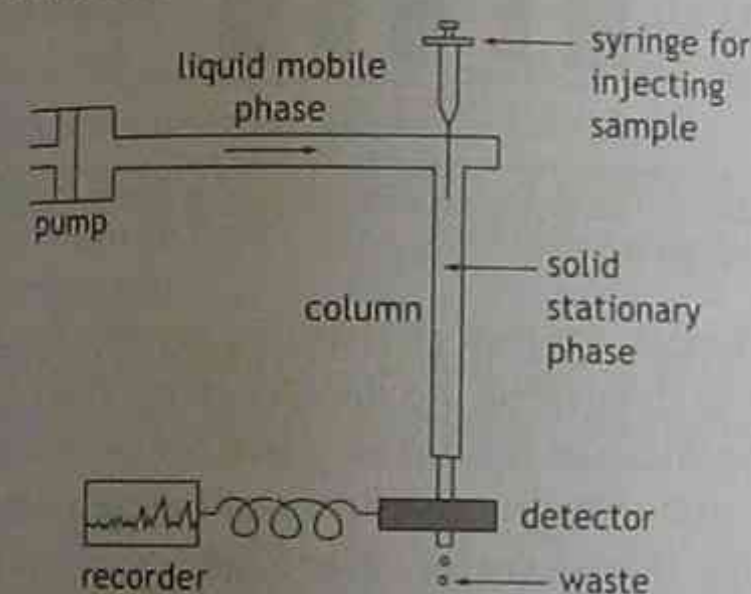 liquid mobile
phase
syringe for
injecting
sample
pump
column
solid
stationary
phase
detector
recorder
waste